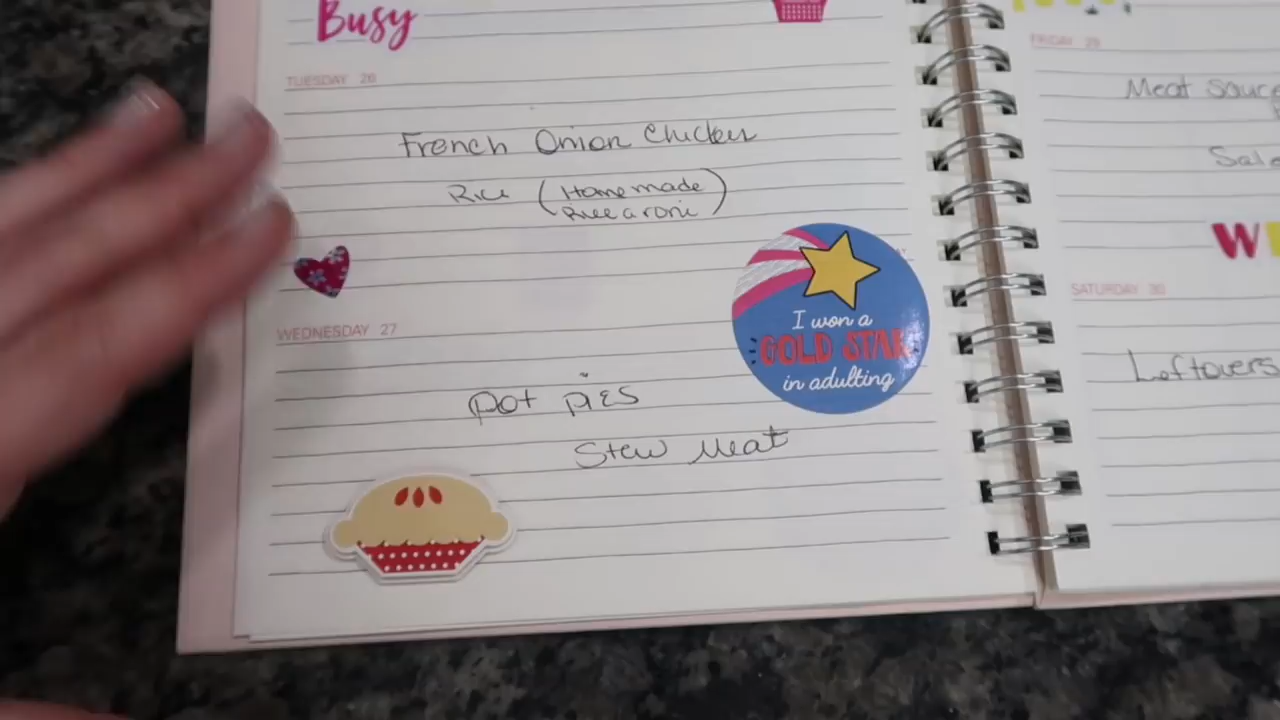 Busy
TUESDAY 26
French Onion Chicken
Rice (Homemade
Rice a roni)
WEDNESDAY 27
I won a
GOLD STAR
in adulting
Pot pies
Stew Meat
FRIDAY 29
Meat Sauce
SATURDAY 30
Leftovers